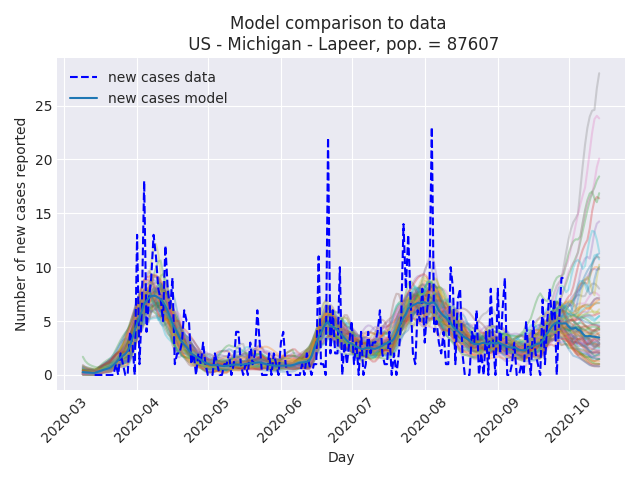 Model comparison to data
US - Michigan - Lapeer, pop. = 87607
new cases data
new cases model
Number of new cases reported
25
20
15
10
5
0
2020-03
2020-04
2020-05
2020-06
2020-07
2020-08
2020-09
2020-10
Day